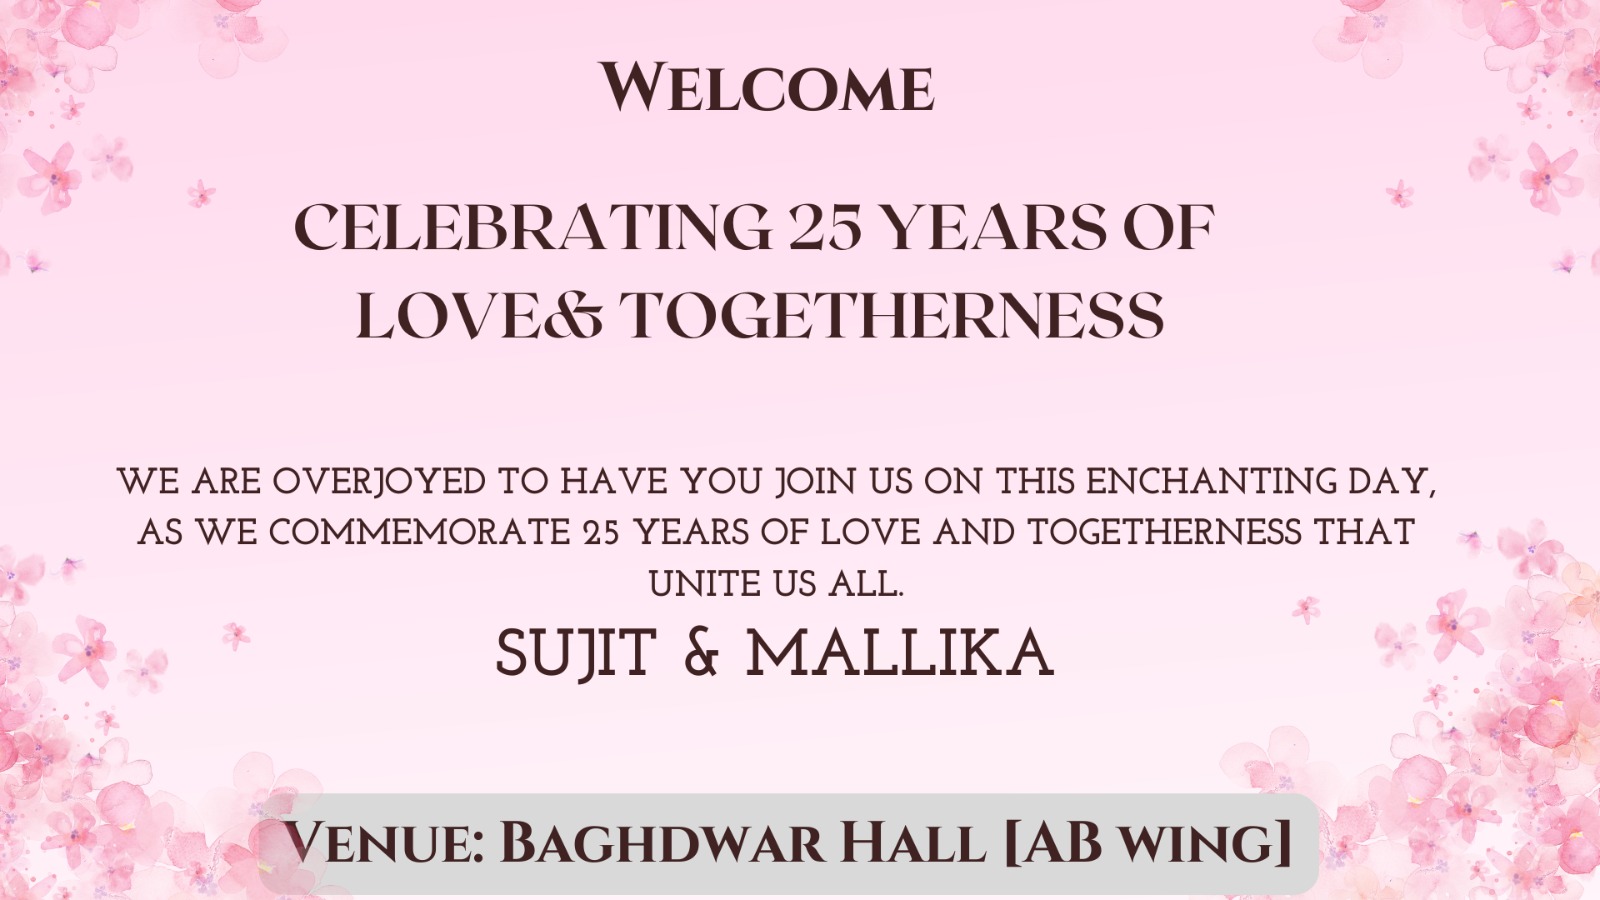 Welcome
CELEBRATING 25 YEARS OF
LOVE& TOGETHERNESS
WE ARE OVERJOYED TO HAVE YOU JOIN US ON THIS ENCHANTING DAY,
AS WE COMMEMORATE 25 YEARS OF LOVE AND TOGETHERNESS THAT
UNITE US ALL.
SUJIT & MALLIKA
Venue: Baghdwar Hall [AB wing]